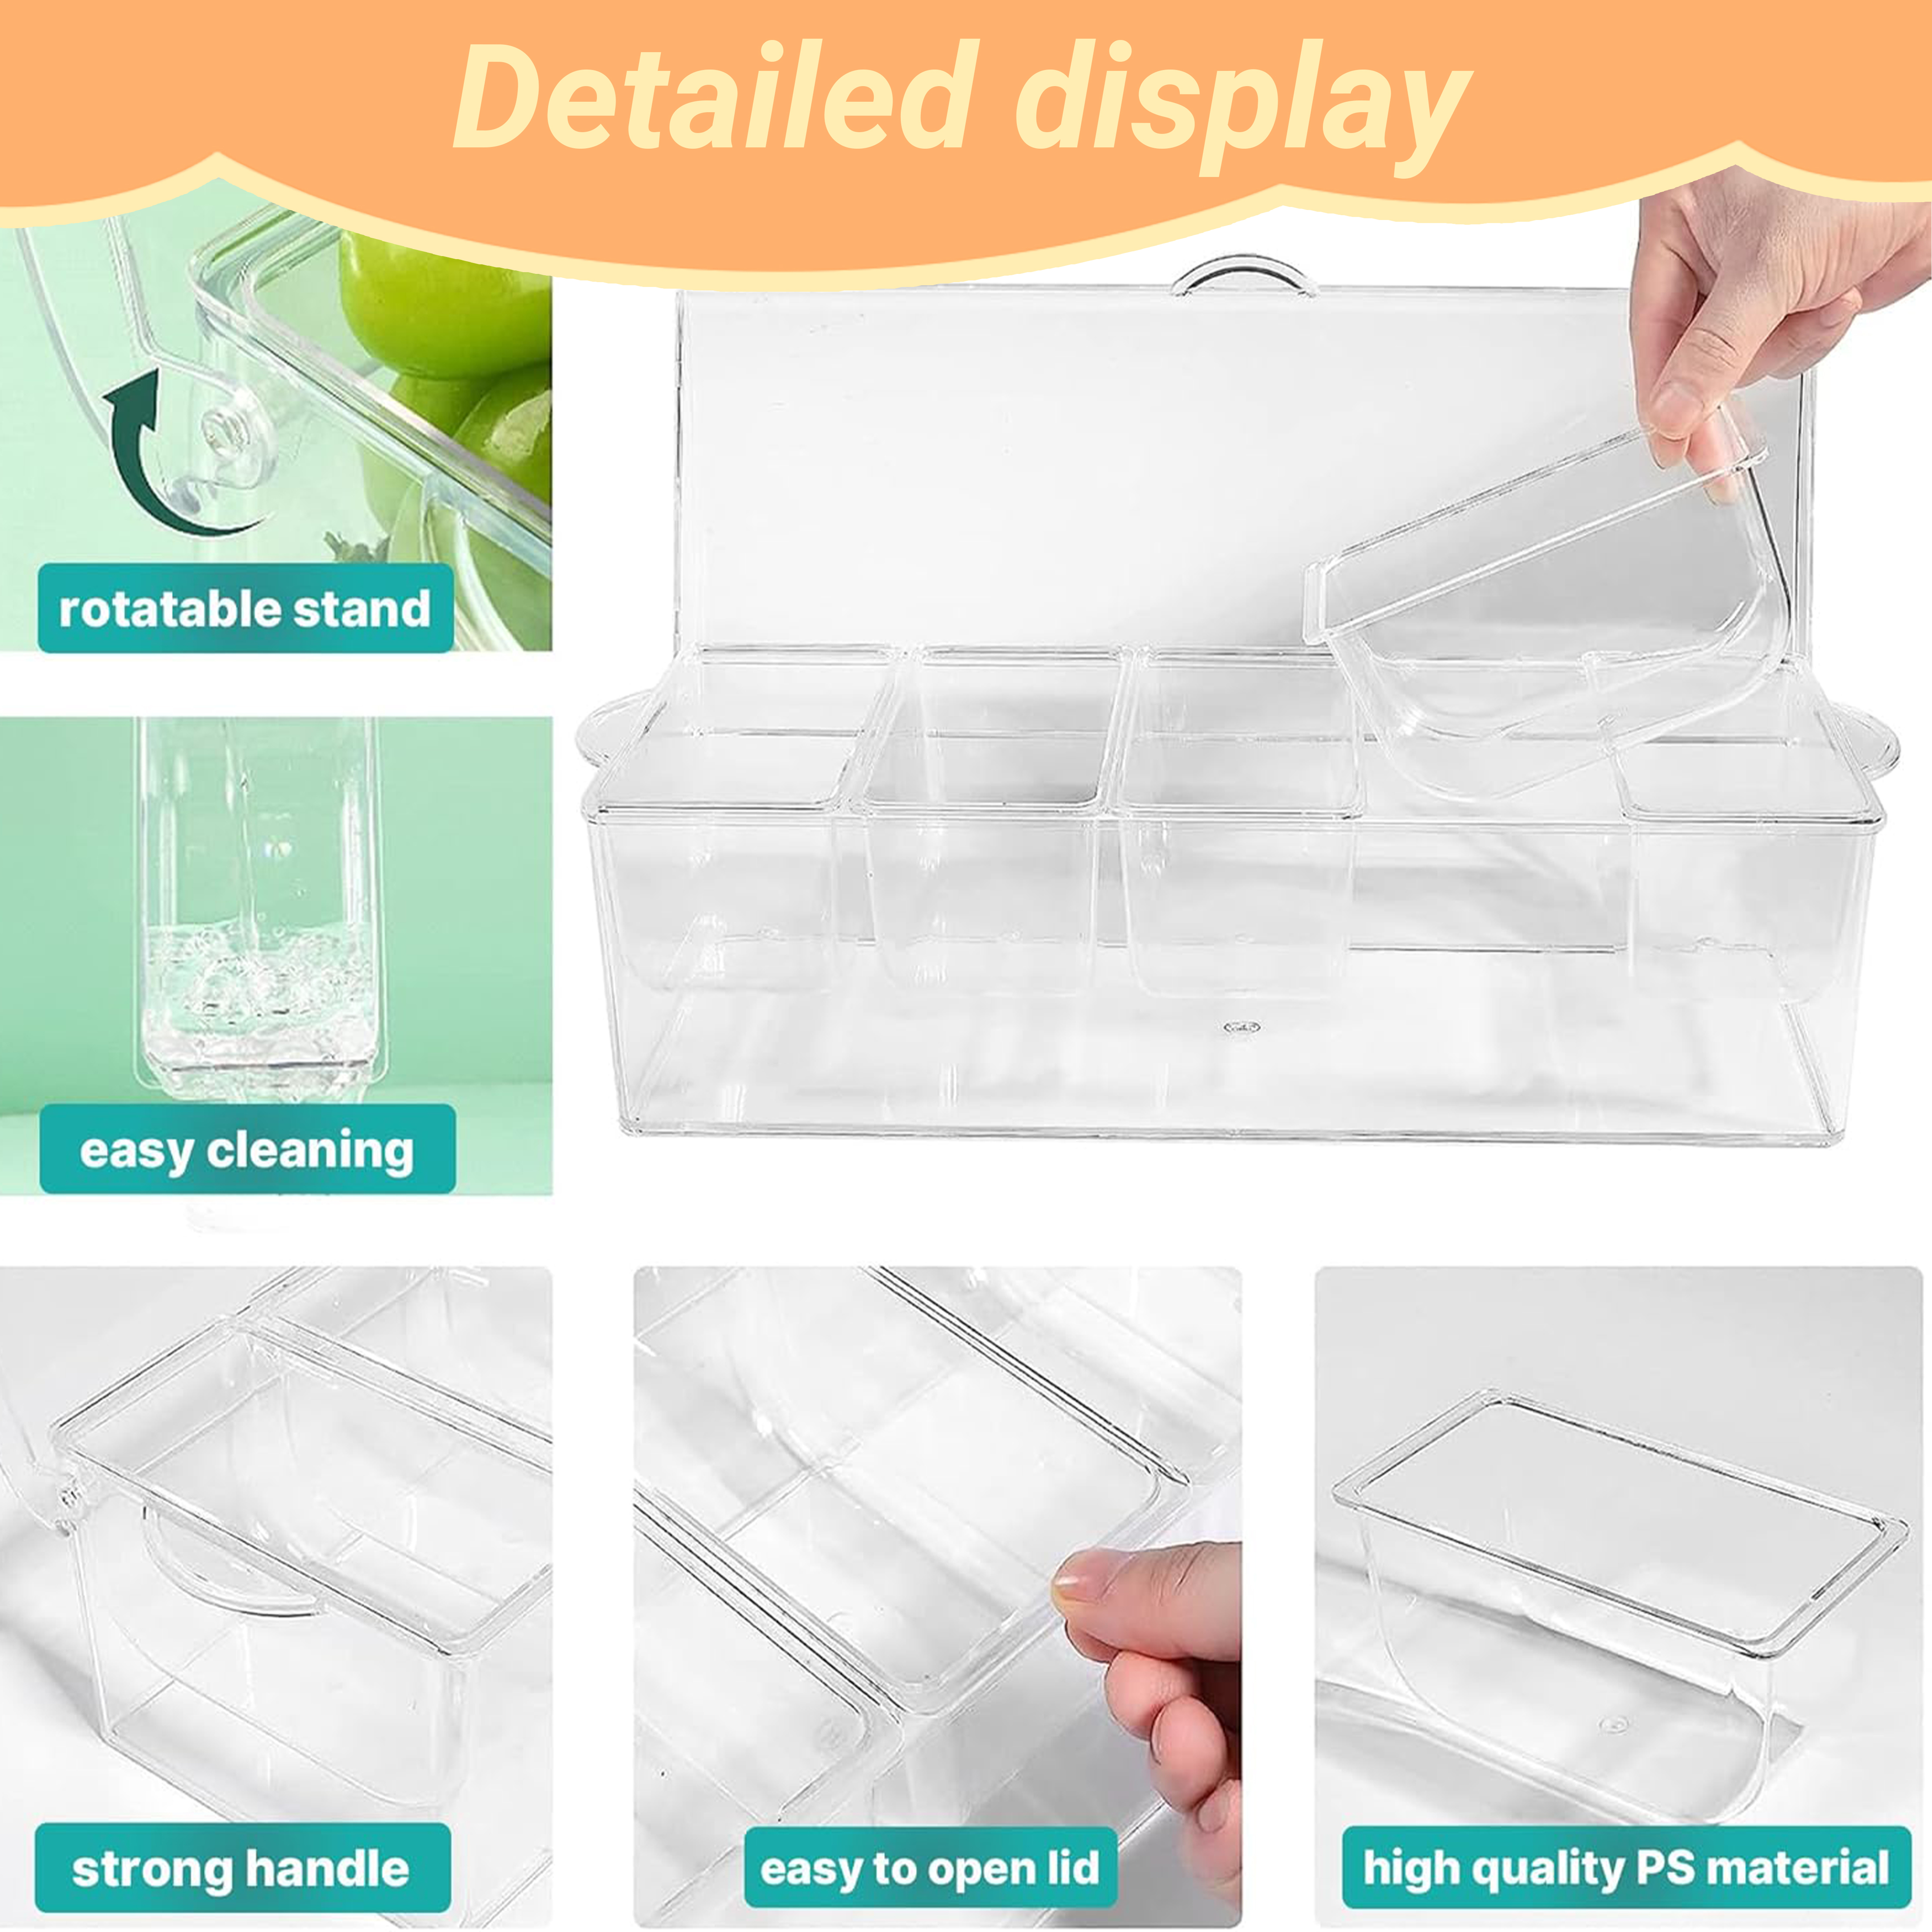 Detailed display
rotatable stand
easy cleaning
strong handle
easy to open lid
high quality PS material